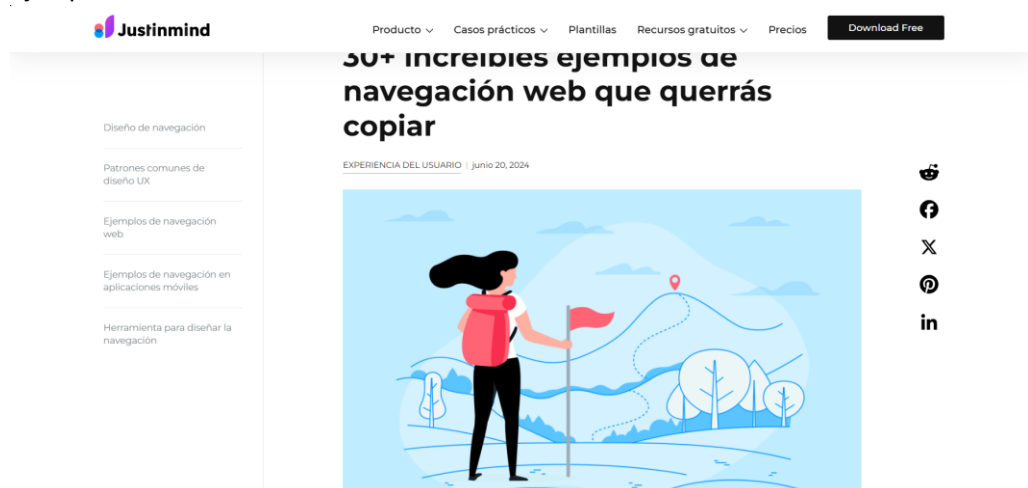 Justinmind
Producto
Casos prácticos
Plantillas
Recursos gratuitos
Precios
Download Free
30+ increíbles ejemplos de
navegación web que querrás
copiar
EXPERIENCIA DEL USUARIO | junio 20, 2024
Diseño de navegación
Patrones comunes de
diseño UX
Ejemplos de navegación
web
Ejemplos de navegación en
aplicaciones móviles
Herramienta para diseñar la
navegación